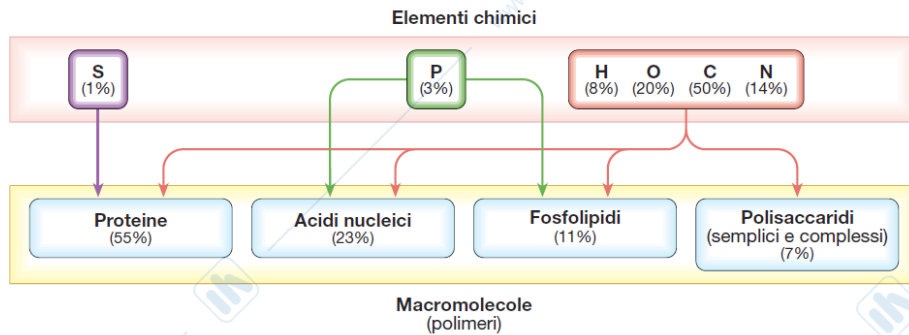 Elementi chimici
S
(1%)
P
(3%)
H O C N
(8%) (20%) (50%) (14%)
Proteine
(55%)
Acidi nucleici
(23%)
Fosfolipidi
(11%)
Polisaccaridi
(semplici e complessi)
(7%)
Macromolecole
(polimeri)